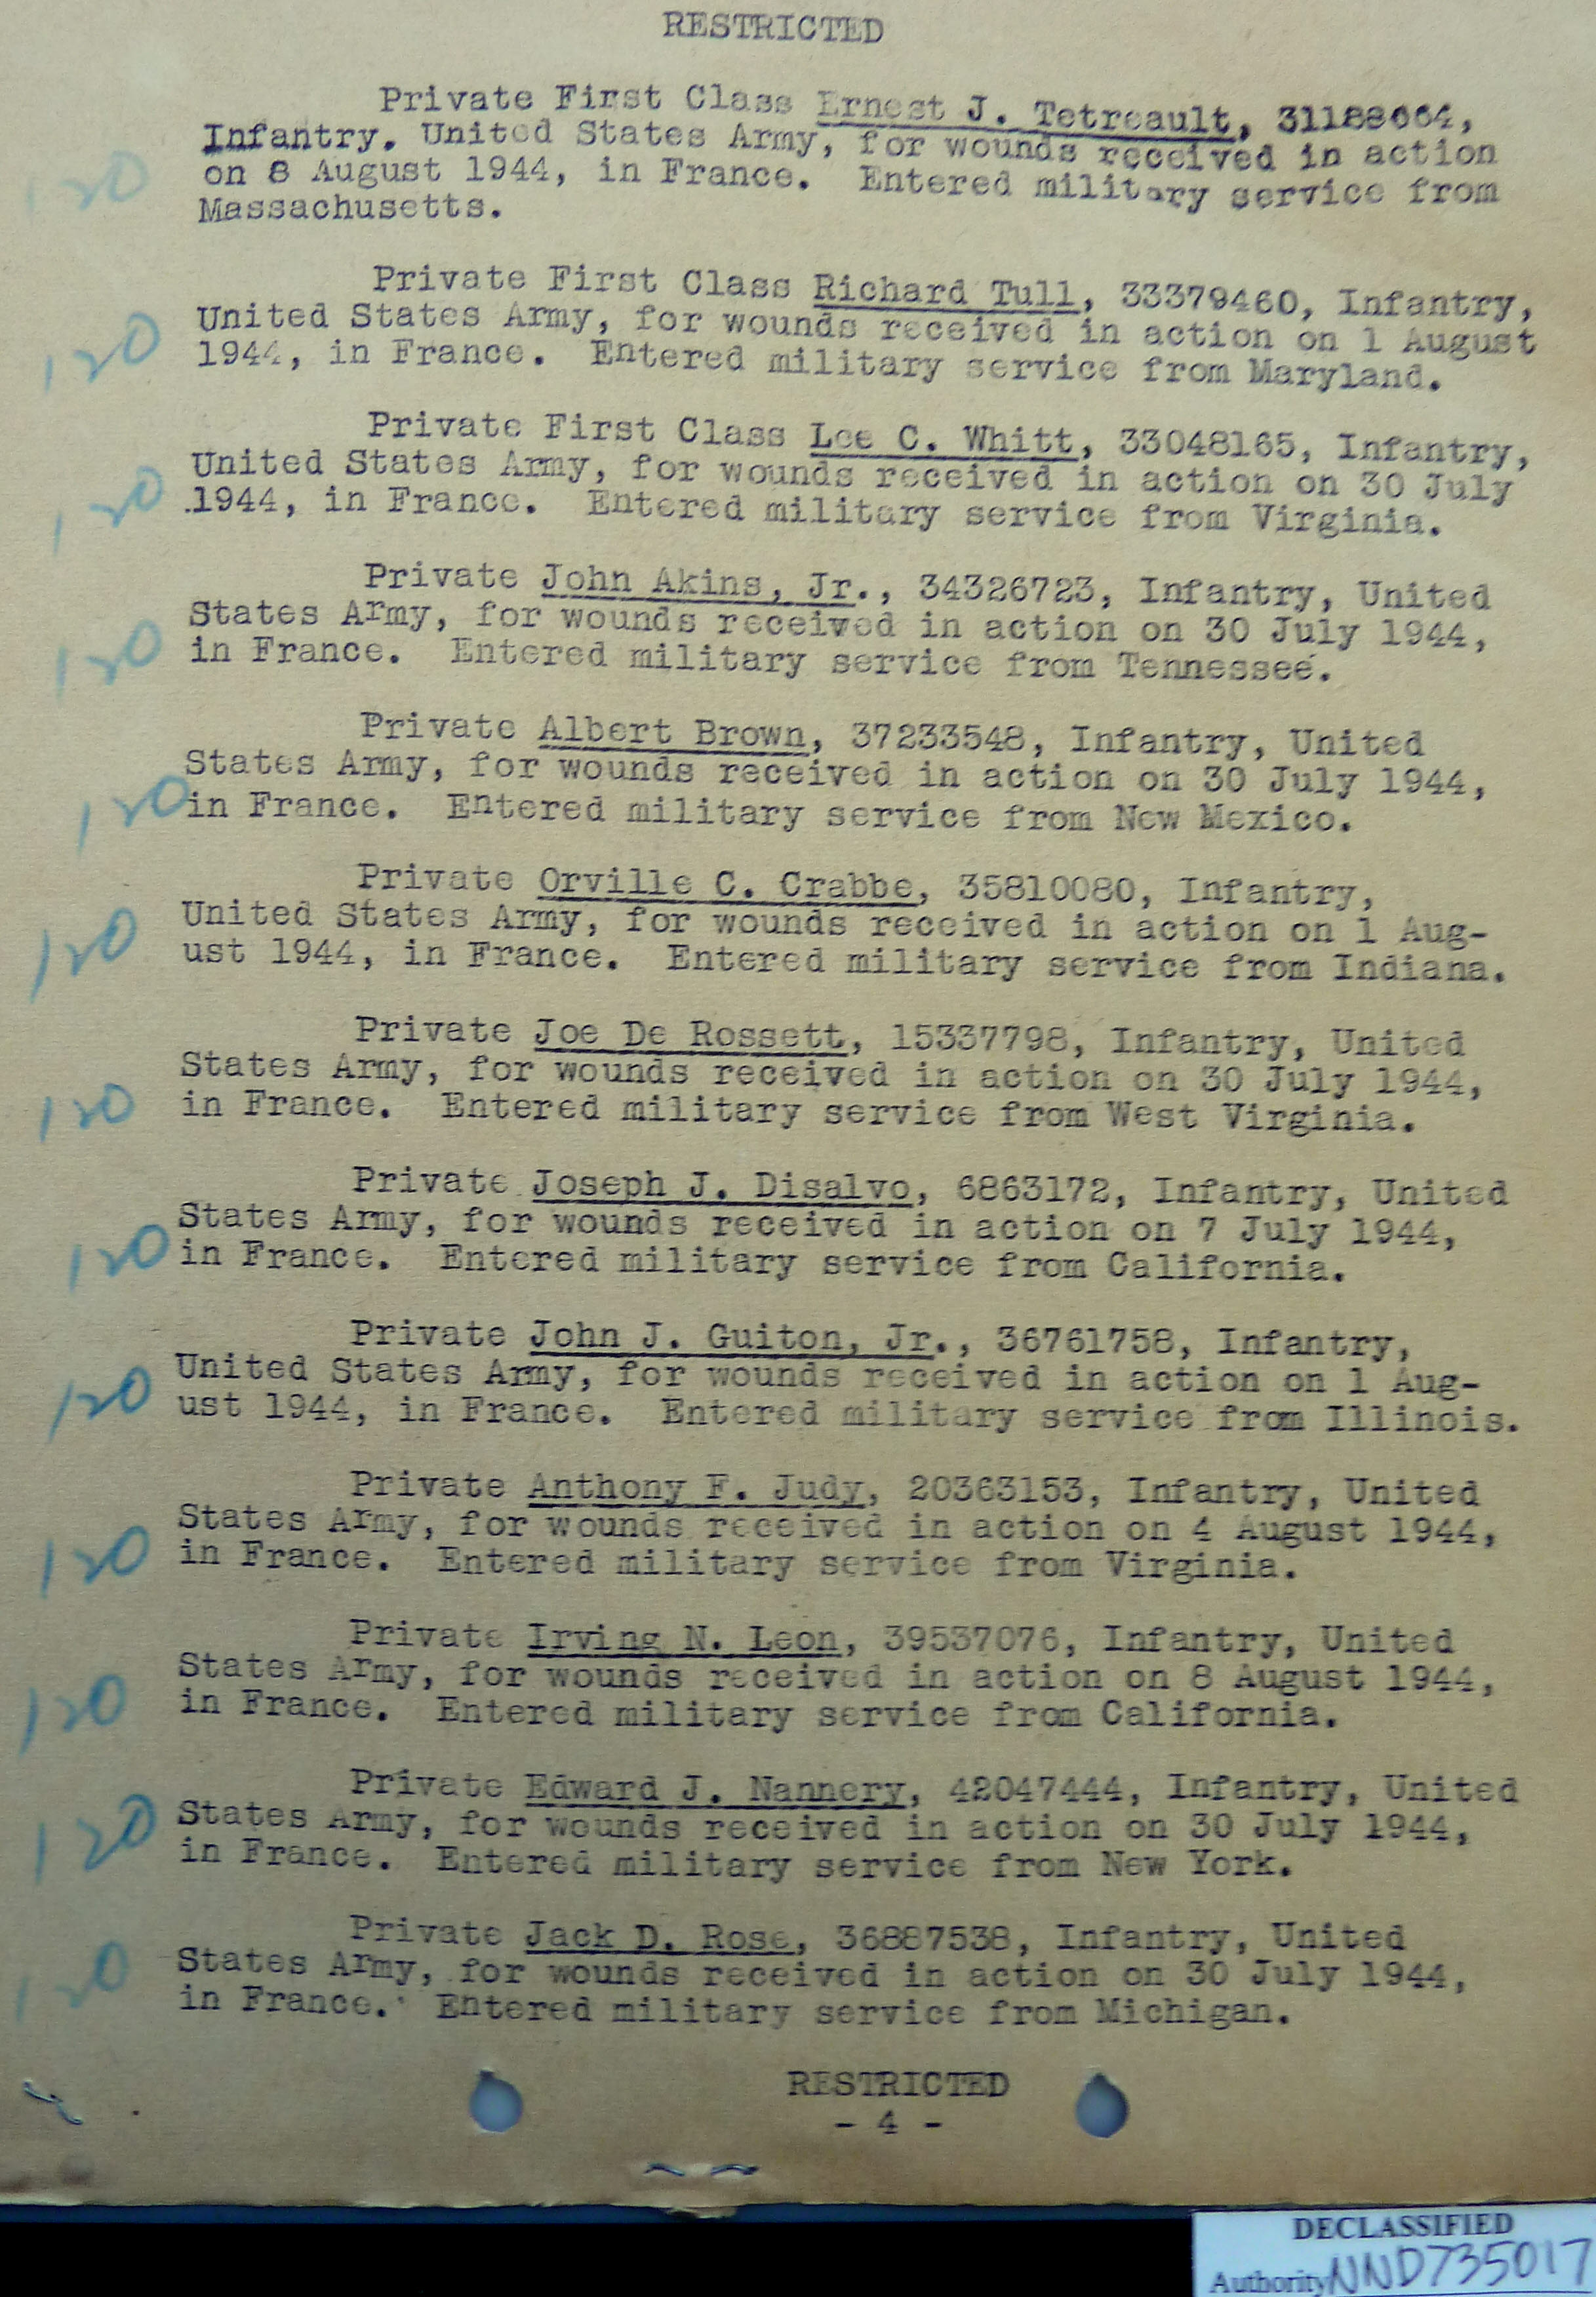 RESTRICTED
Private First Class Ernest J. Tetreault, 31188664,
Infantry, United States Army, for wounds received in action
on 8 August 1944, in France. Entered military service from
Massachusetts.
120
Private First Class Richard Tull, 33379460, Infantry,
United States Army, for wounds received in action on 1 August
1944, in France. Entered military service from Maryland.
120
Private First Class Lee C. Whitt, 33048165, Infantry,
United States Army, for wounds received in action on 30 July
1944, in France. Entered military service from Virginia.
120
Private John Akins, Jr., 34326723, Infantry, United
States Army, for wounds received in action on 30 July 1944,
in France. Entered military service from Tennessee.
120
Private Albert Brown, 37233548, Infantry, United
States Army, for wounds received in action on 30 July 1944,
in France. Entered military service from New Mexico.
120
Private Orville C. Crabbe, 35810080, Infantry,
United States Army, for wounds received in action on 1 Aug-
ust 1944, in France. Entered military service from Indiana.
120
Private Joe De Rossett, 15337798, Infantry, United
States Army, for wounds received in action on 30 July 1944,
in France. Entered military service from West Virginia.
120
Private Joseph J. Disalvo, 6863172, Infantry, United
States Army, for wounds received in action on 7 July 1944,
in France. Entered military service from California.
120
Private John J. Guiton, Jr., 36761758, Infantry,
United States Army, for wounds received in action on 1 Aug-
ust 1944, in France. Entered military service from Illinois.
120
Private Anthony F. Judy, 20363153, Infantry, United
States Army, for wounds received in action on 4 August 1944,
in France. Entered military service from Virginia.
120
Private Irving N. Leon, 39537076, Infantry, United
States Army, for wounds received in action on 8 August 1944,
in France. Entered military service from California.
120
Private Edward J. Nannery, 42047444, Infantry, United
States Army, for wounds received in action on 30 July 1944,
in France. Entered military service from New York.
120
Private Jack D. Rose, 36887538, Infantry, United
States Army, for wounds received in action on 30 July 1944,
in France. Entered military service from Michigan.
120
RESTRICTED
- 4 -
DECLASSIFIED
Authority NND735017